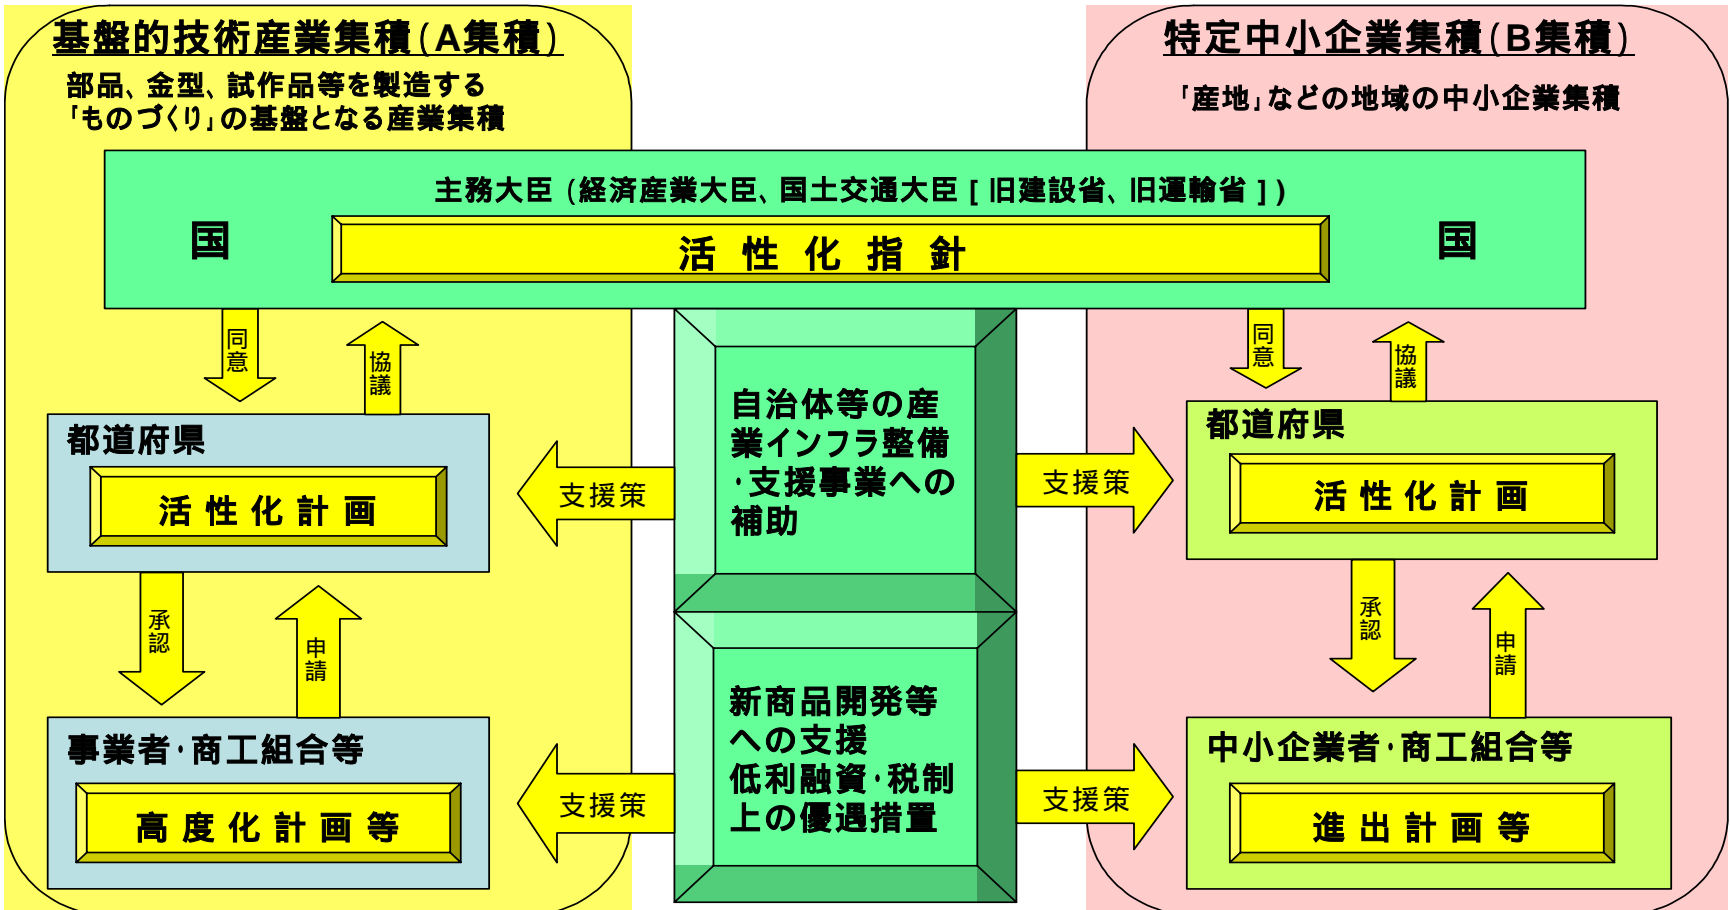 基盤的技術産業集積(A集積)
部品、金型、試作品等を製造する
「ものづくり」の基盤となる産業集積
特定中小企業集積(B集積)
「産地」などの地域の中小企業集積
主務大臣(経済産業大臣、国土交通大臣[旧建設省、旧運輸省])
国
活性化指針
国
同意
協議
同意
協議
都道府県
活性化計画
支援策
自治体等の産
業インフラ整備
・支援事業への
補助
支援策
都道府県
活性化計画
承認
申請
承認
申請
事業者・商工組合等
高度化計画等
支援策
新商品開発等
への支援
低利融資・税制
上の優遇措置
支援策
中小企業者・商工組合等
進出計画等